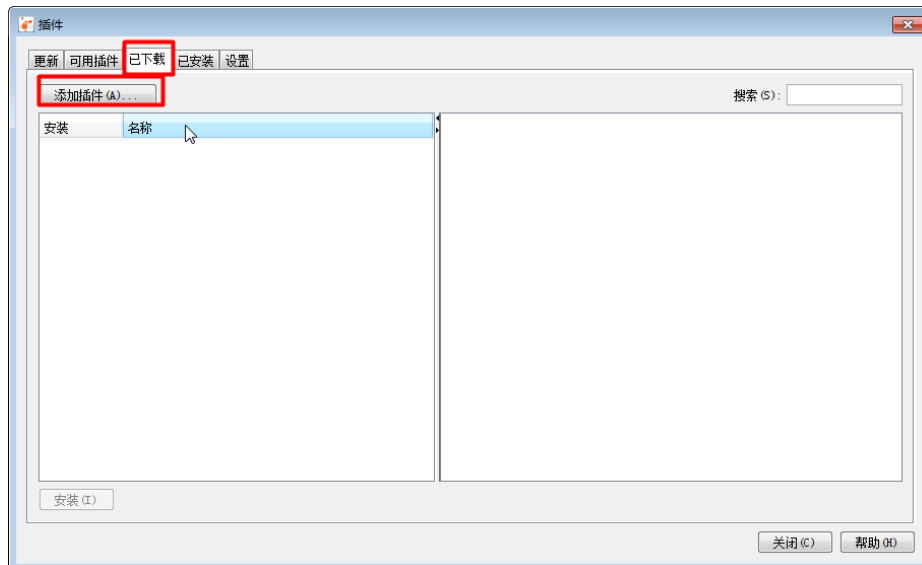 插件
更新 可用插件 已下载 已安装 设置
添加插件(A)... 搜索(S):
安装 名称
安装(I)
关闭(C) 帮助(H)